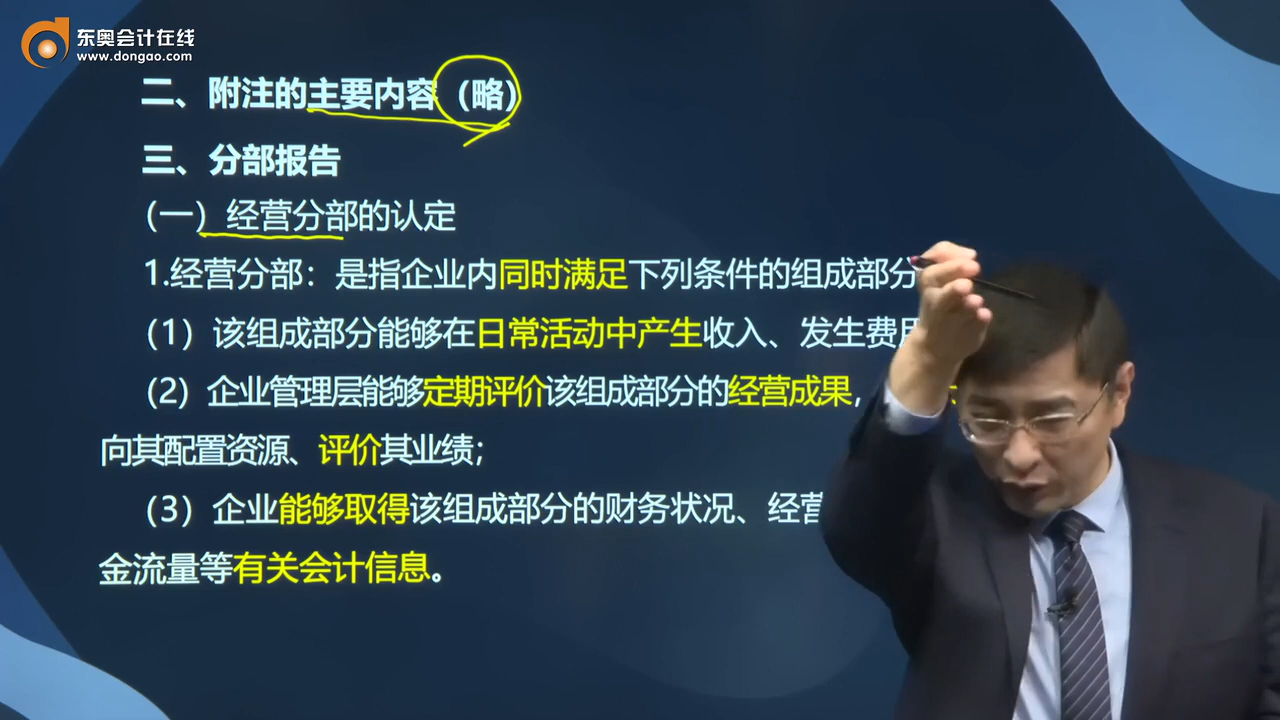 东奥会计在线
www.dongao.com
二、附注的主要内容（略）
三、分部报告
（一）经营分部的认定
1.经营分部：是指企业内同时满足下列条件的组成部分
（1）该组成部分能够在日常活动中产生收入、发生费
（2）企业管理层能够定期评价该组成部分的经营成果，
向其配置资源、评价其业绩；
（3）企业能够取得该组成部分的财务状况、经营
金流量等有关会计信息。